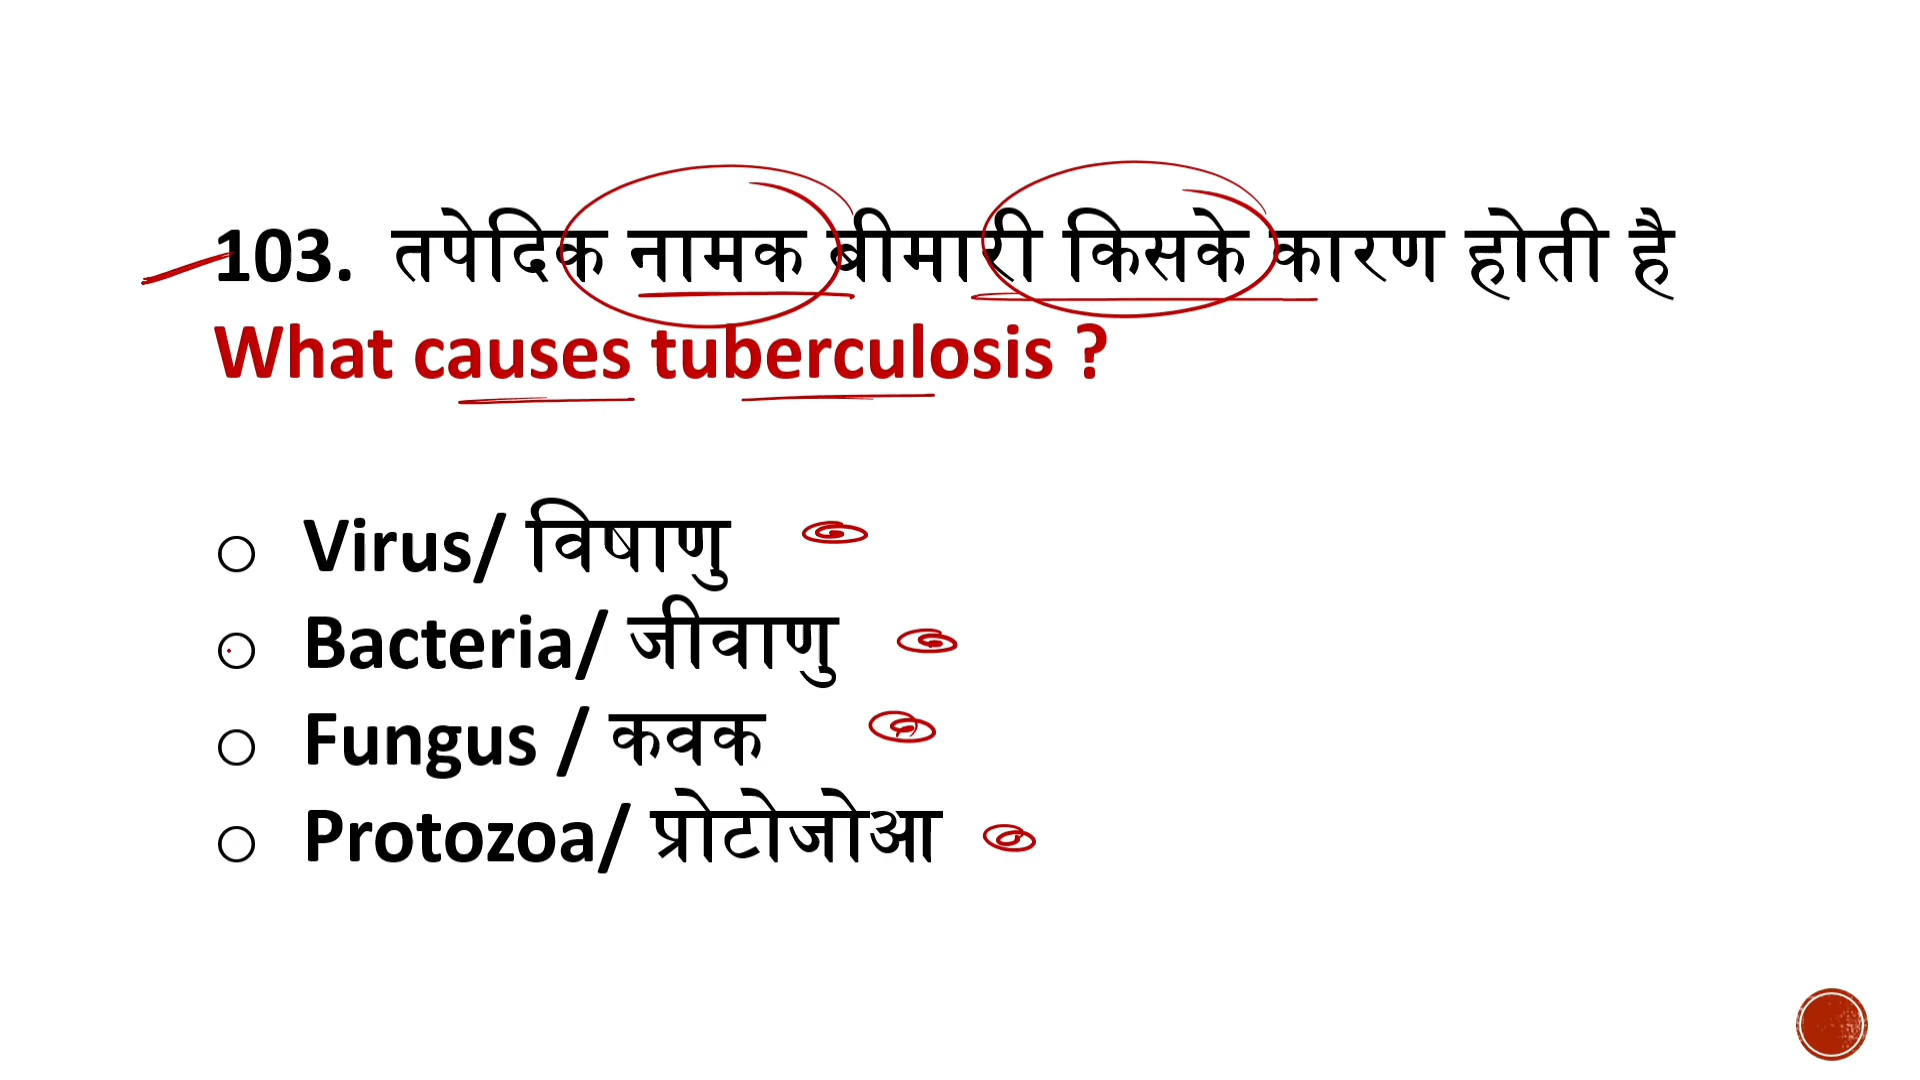 103. तपेदिक नामक बीमारी किसके कारण होती है
What causes tuberculosis ?
Virus/ विषाणु
Bacteria/ जीवाणु
Fungus / कवक
Protozoa/ प्रोटोजोआ